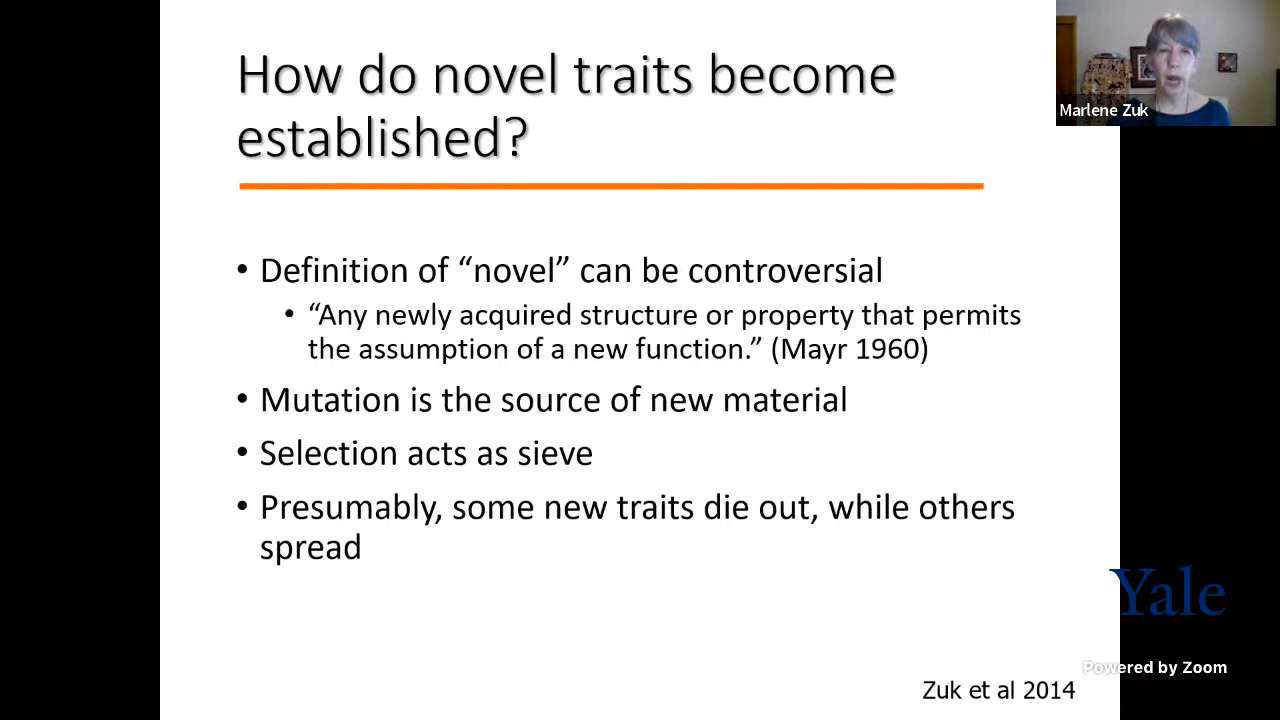 How do novel traits become
established?
• Definition of “novel” can be controversial
• “Any newly acquired structure or property that permits
the assumption of a new function.” (Mayr 1960)
• Mutation is the source of new material
• Selection acts as sieve
• Presumably, some new traits die out, while others
spread
Zuk et al 2014
Marlene Zuk
Yale
Powered by Zoom